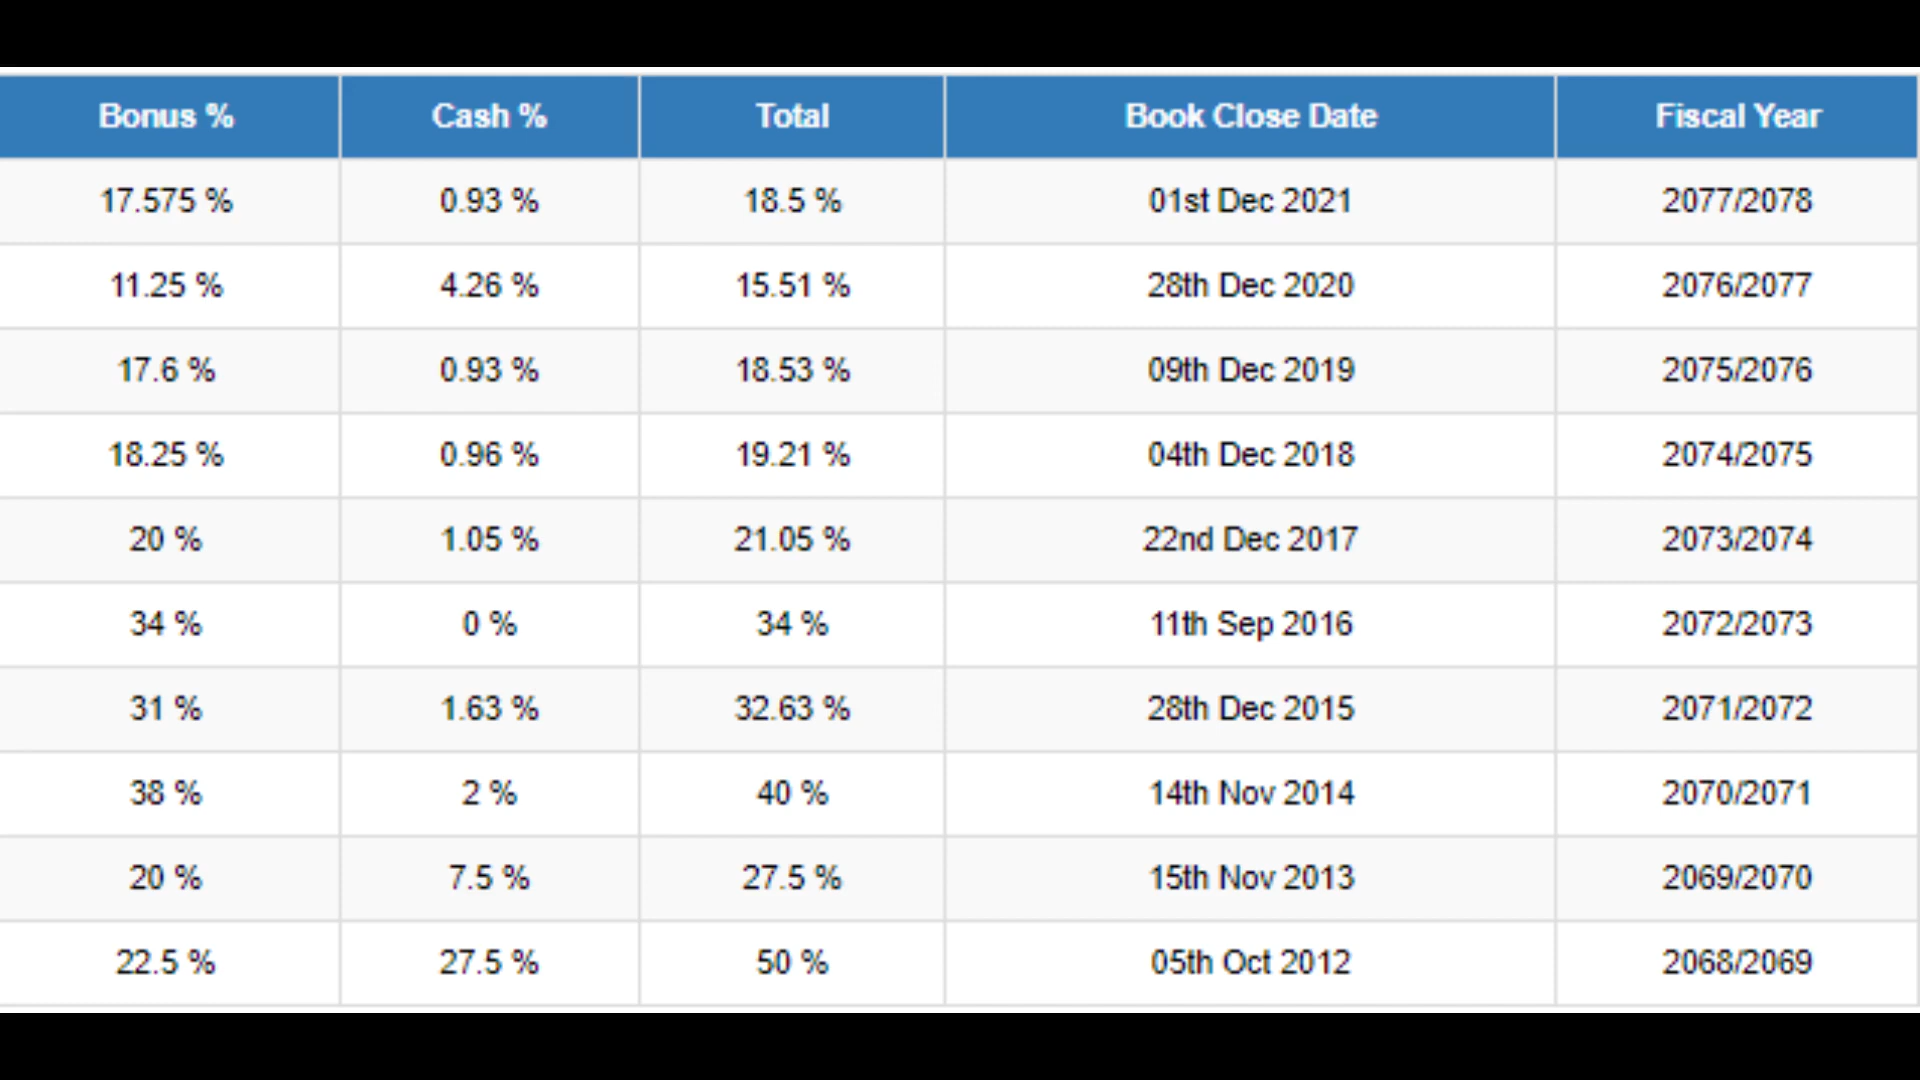 Bonus % Cash % Total Book Close Date Fiscal Year
17.575 % 0.93 % 18.5 % 01st Dec 2021 2077/2078
11.25 % 4.26 % 15.51 % 28th Dec 2020 2076/2077
17.6 % 0.93 % 18.53 % 09th Dec 2019 2075/2076
18.25 % 0.96 % 19.21 % 04th Dec 2018 2074/2075
20 % 1.05 % 21.05 % 22nd Dec 2017 2073/2074
34 % 0 % 34 % 11th Sep 2016 2072/2073
31 % 1.63 % 32.63 % 28th Dec 2015 2071/2072
38 % 2 % 40 % 14th Nov 2014 2070/2071
20 % 7.5 % 27.5 % 15th Nov 2013 2069/2070
22.5 % 27.5 % 50 % 05th Oct 2012 2068/2069